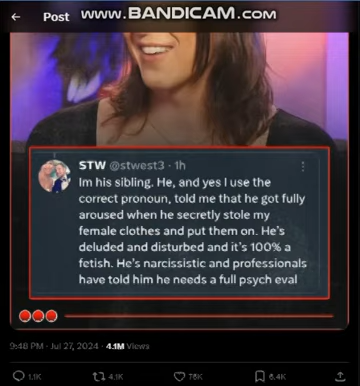 Post
www.BANDICAM.com
STW @stwest3 · 1h
Im his sibling. He, and yes I use the
correct pronoun, told me that he got fully
aroused when he secretly stole my
female clothes and put them on. He's
deluded and disturbed and it's 100% a
fetish. He's narcissistic and professionals
have told him he needs a full psych eval
9:48 PM · Jul 27, 2024 · 4.1M Views
1.1K 4.1K 76K 6.4K